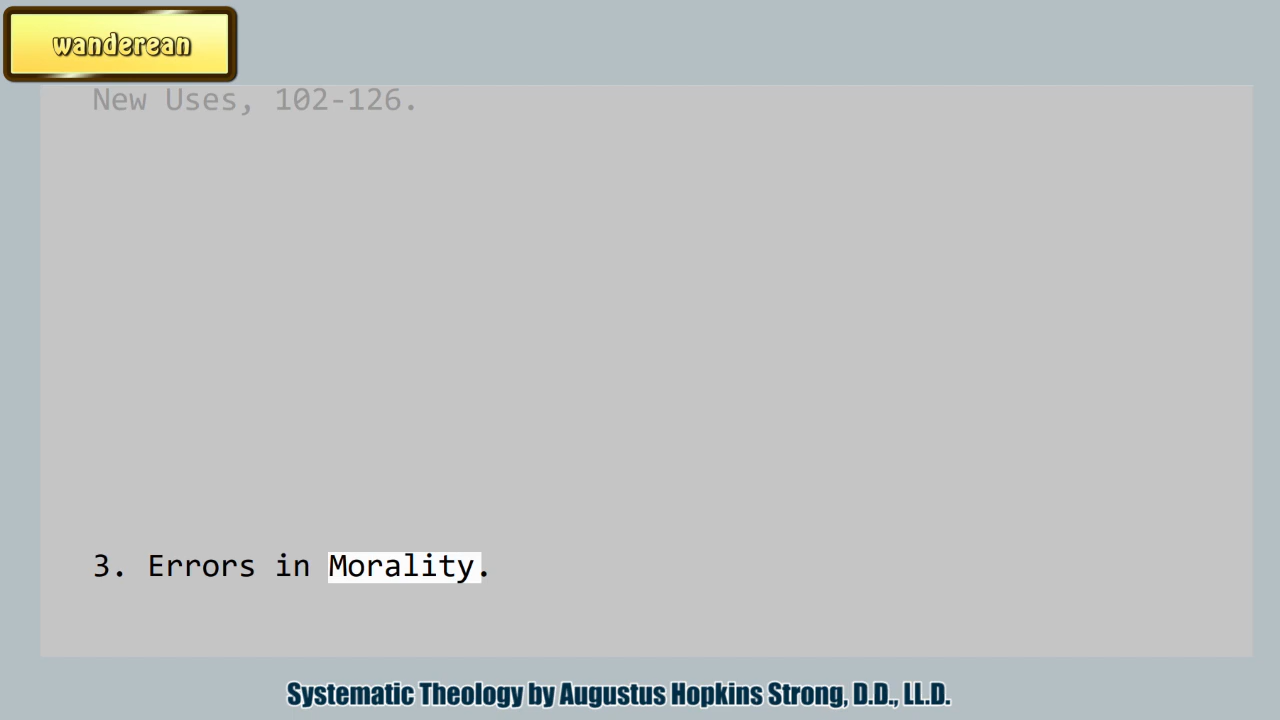 wanderean
New Uses, 102-126.
3. Errors in Morality.
Systematic Theology by Augustus Hopkins Strong, D.D., LL.D.